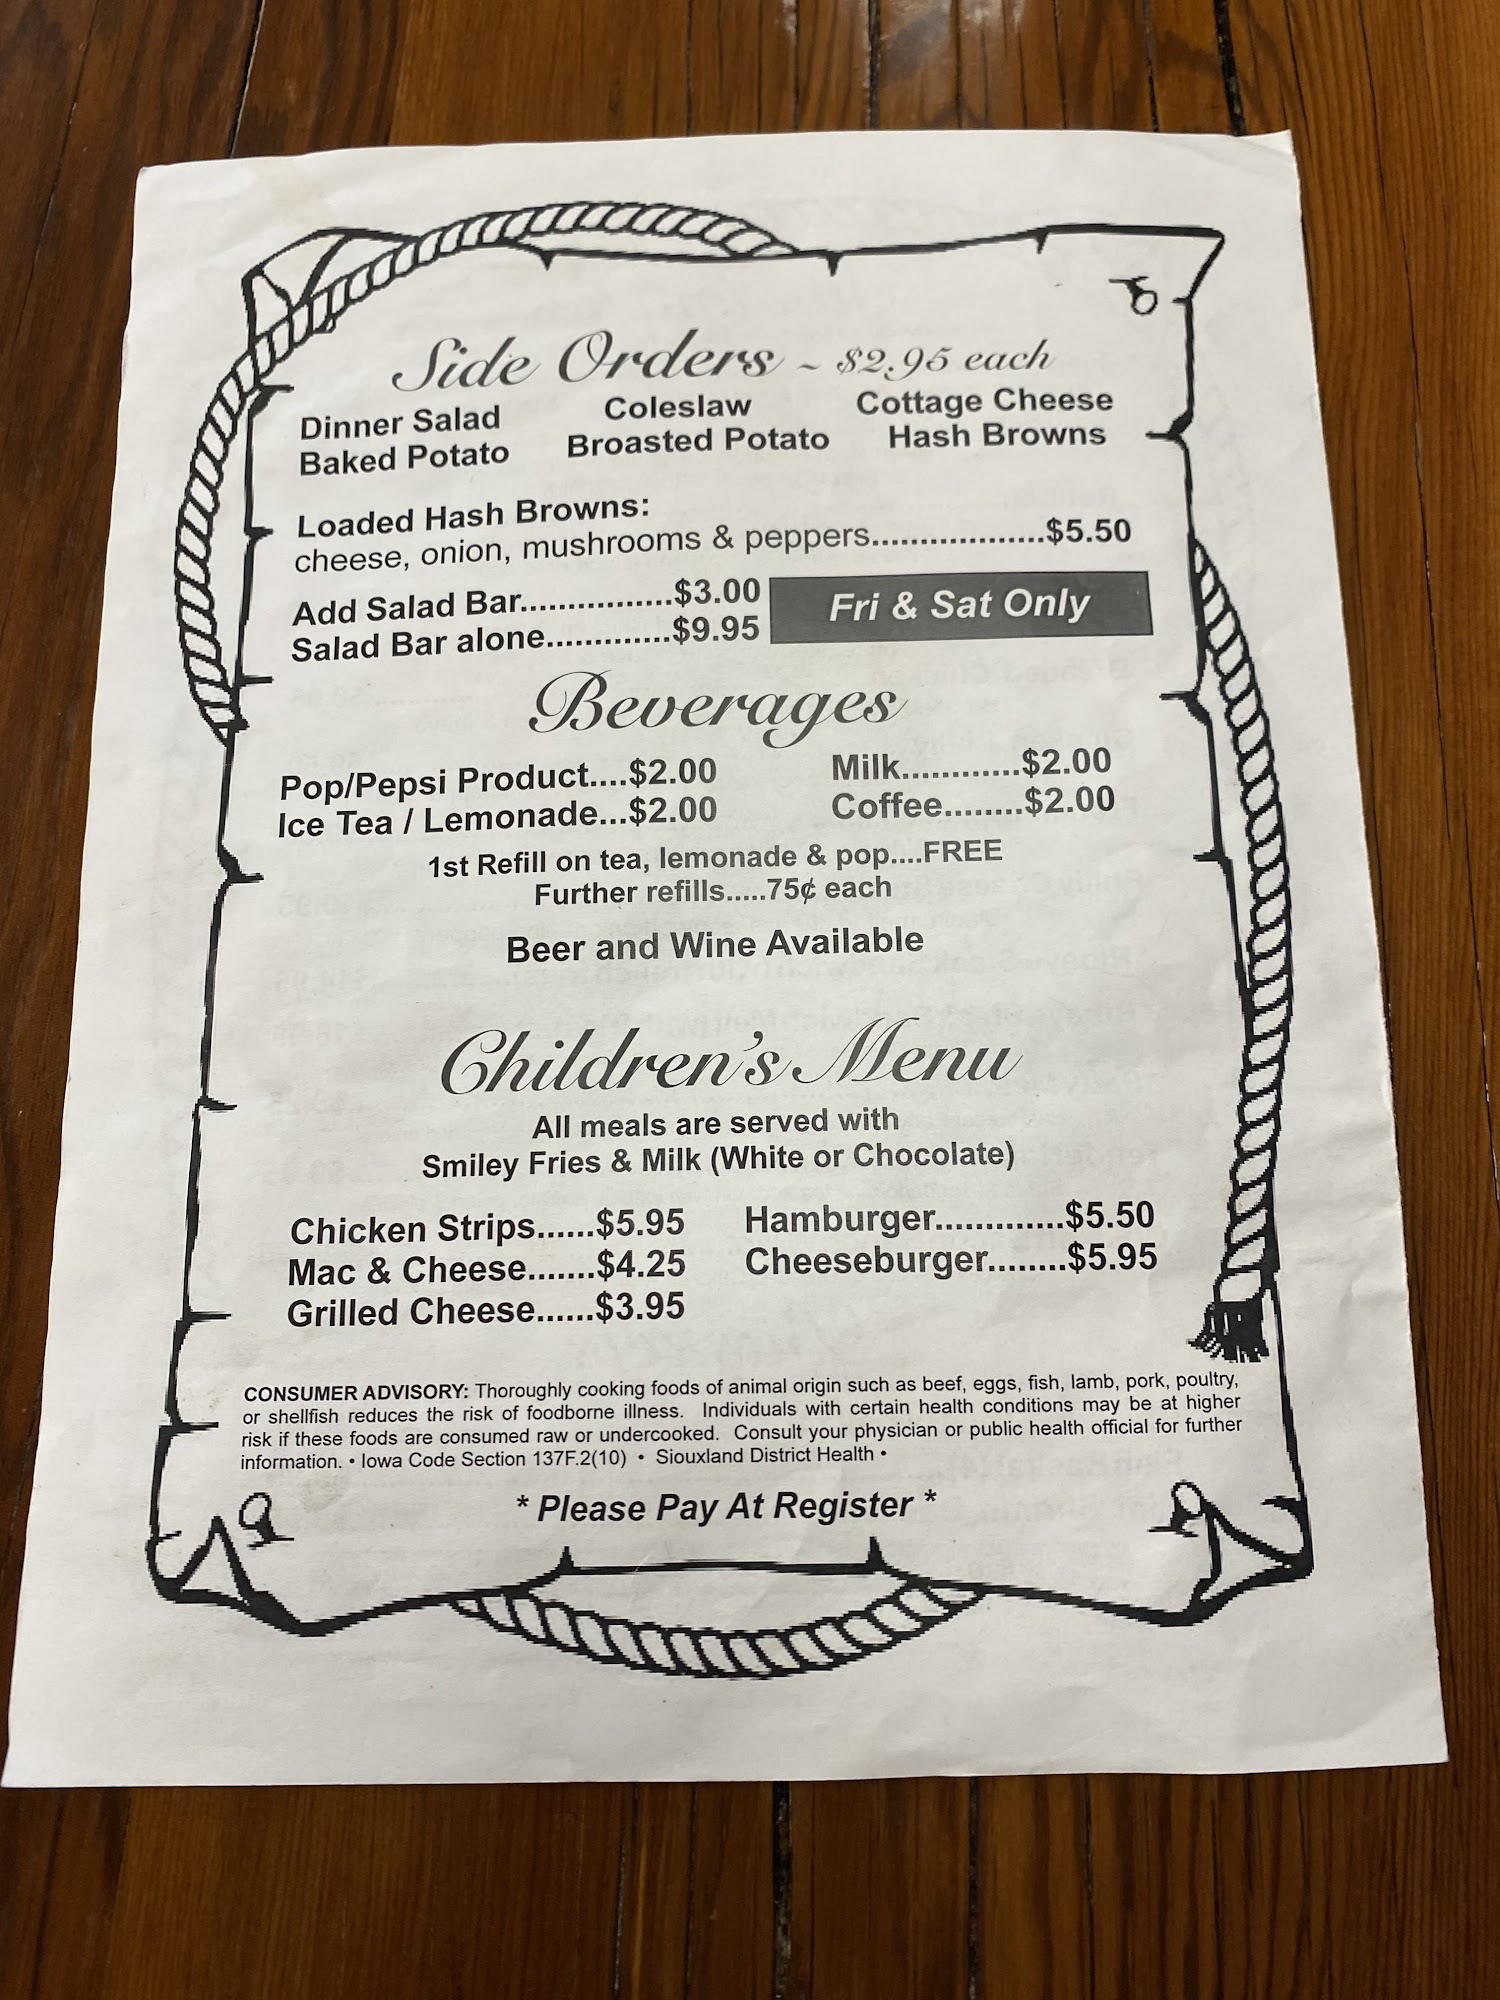 Side Orders ~ $2.95 each
Dinner Salad Coleslaw Cottage Cheese
Baked Potato Broasted Potato Hash Browns
Loaded Hash Browns:
cheese, onion, mushrooms & peppers..................$5.50
Add Salad Bar................$3.00
Salad Bar alone.............$9.95
Fri & Sat Only
Beverages
Pop/Pepsi Product....$2.00 Milk............$2.00
Ice Tea / Lemonade...$2.00 Coffee........$2.00
1st Refill on tea, lemonade & pop....FREE
Further refills.....75¢ each
Beer and Wine Available
Children's Menu
All meals are served with
Smiley Fries & Milk (White or Chocolate)
Chicken Strips......$5.95 Hamburger.............$5.50
Mac & Cheese.......$4.25 Cheeseburger........$5.95
Grilled Cheese......$3.95
CONSUMER ADVISORY: Thoroughly cooking foods of animal origin such as beef, eggs, fish, lamb, pork, poultry,
or shellfish reduces the risk of foodborne illness. Individuals with certain health conditions may be at higher
risk if these foods are consumed raw or undercooked. Consult your physician or public health official for further
information. • Iowa Code Section 137F.2(10) • Siouxland District Health •
* Please Pay At Register *